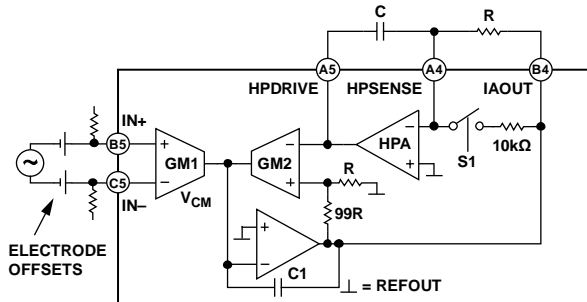 C
R
A5
A4
B4
HPDRIVE
HPSENSE
IAOUT
IN+
B5
+
−
GM1
V_CM
−
+
GM2
−
+
HPA
S1
10kΩ
R
99R
C5
IN−
ELECTRODE
OFFSETS
+
−
C1
= REFOUT